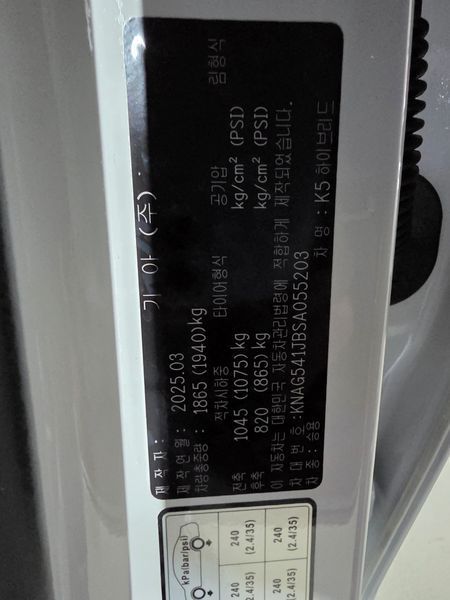 제 작 자 : 기 아 (주) .
제 작 연 월 : 2025.03
차량총중량 : 1865 (1940)kg
적차시하중 타이어형식 공기압 림형식
전축 1045 (1075)kg kg/cm² (PSI)
후축 820 (865)kg kg/cm² (PSI)
이 자동차는 대한민국 자동차관리법령에 적합하게 제작되었습니다.
차 대 번 호 : KNAG541JBSA055203
차 종 : 승용 차 명 : K5 하이브리드
kPa(bar/psi)
240 (2.4/35) 240 (2.4/35)
240 (2.4/35) 240 (2.4/35)